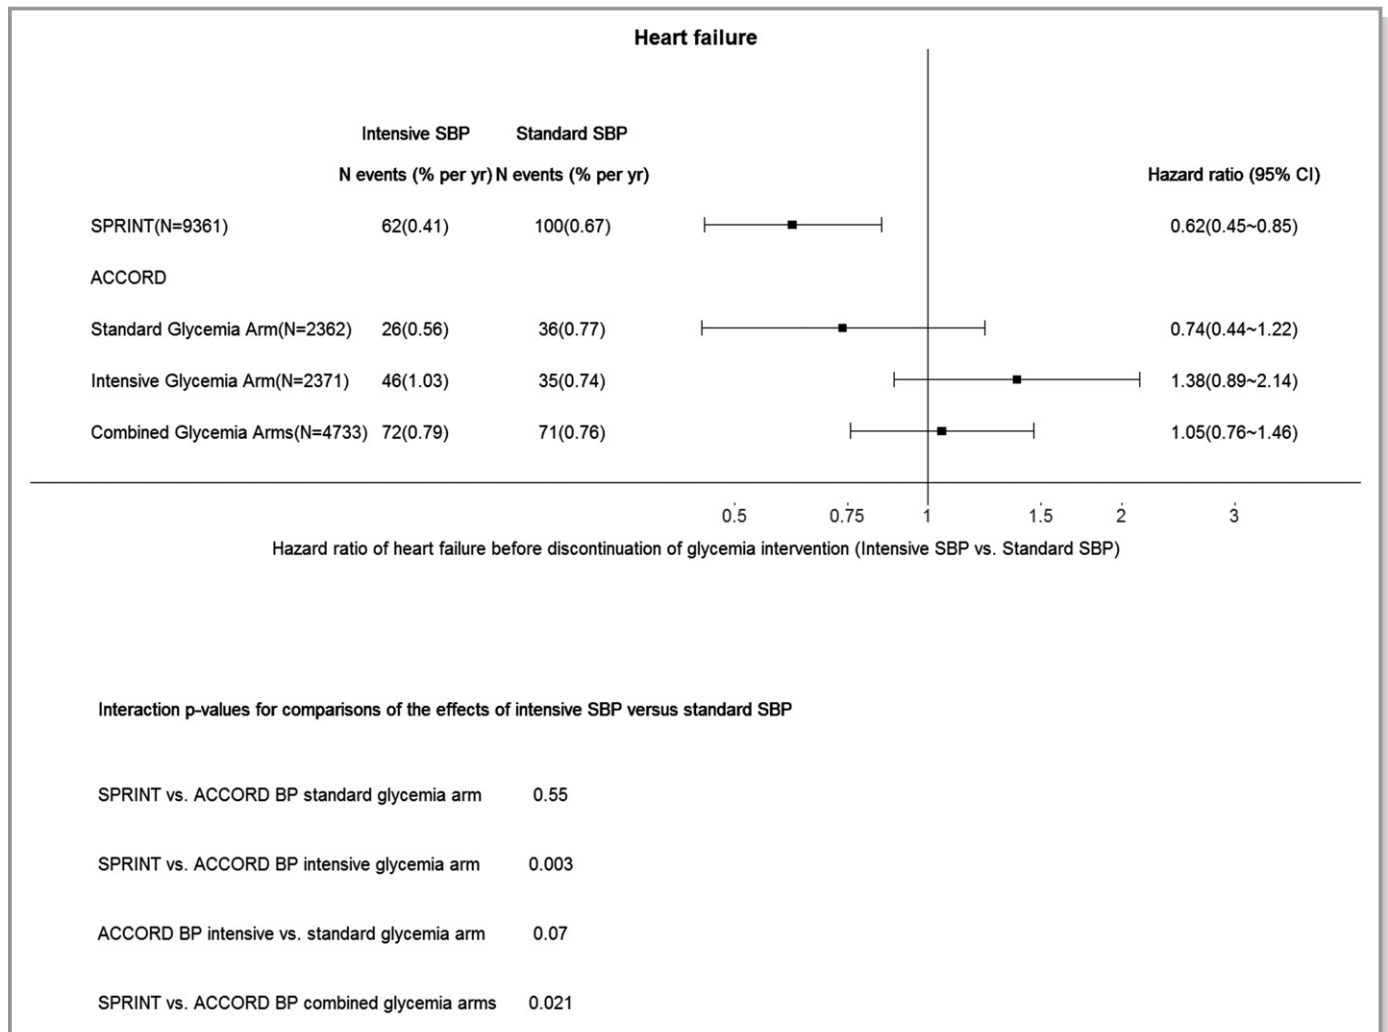 Heart failure
Intensive SBP Standard SBP
N events (% per yr) N events (% per yr) Hazard ratio (95% CI)
SPRINT(N=9361) 62(0.41) 100(0.67) 0.62(0.45~0.85)
ACCORD
Standard Glycemia Arm(N=2362) 26(0.56) 36(0.77) 0.74(0.44~1.22)
Intensive Glycemia Arm(N=2371) 46(1.03) 35(0.74) 1.38(0.89~2.14)
Combined Glycemia Arms(N=4733) 72(0.79) 71(0.76) 1.05(0.76~1.46)
0.5 0.75 1 1.5 2 3
Hazard ratio of heart failure before discontinuation of glycemia intervention (Intensive SBP vs. Standard SBP)
Interaction p-values for comparisons of the effects of intensive SBP versus standard SBP
SPRINT vs. ACCORD BP standard glycemia arm 0.55
SPRINT vs. ACCORD BP intensive glycemia arm 0.003
ACCORD BP intensive vs. standard glycemia arm 0.07
SPRINT vs. ACCORD BP combined glycemia arms 0.021